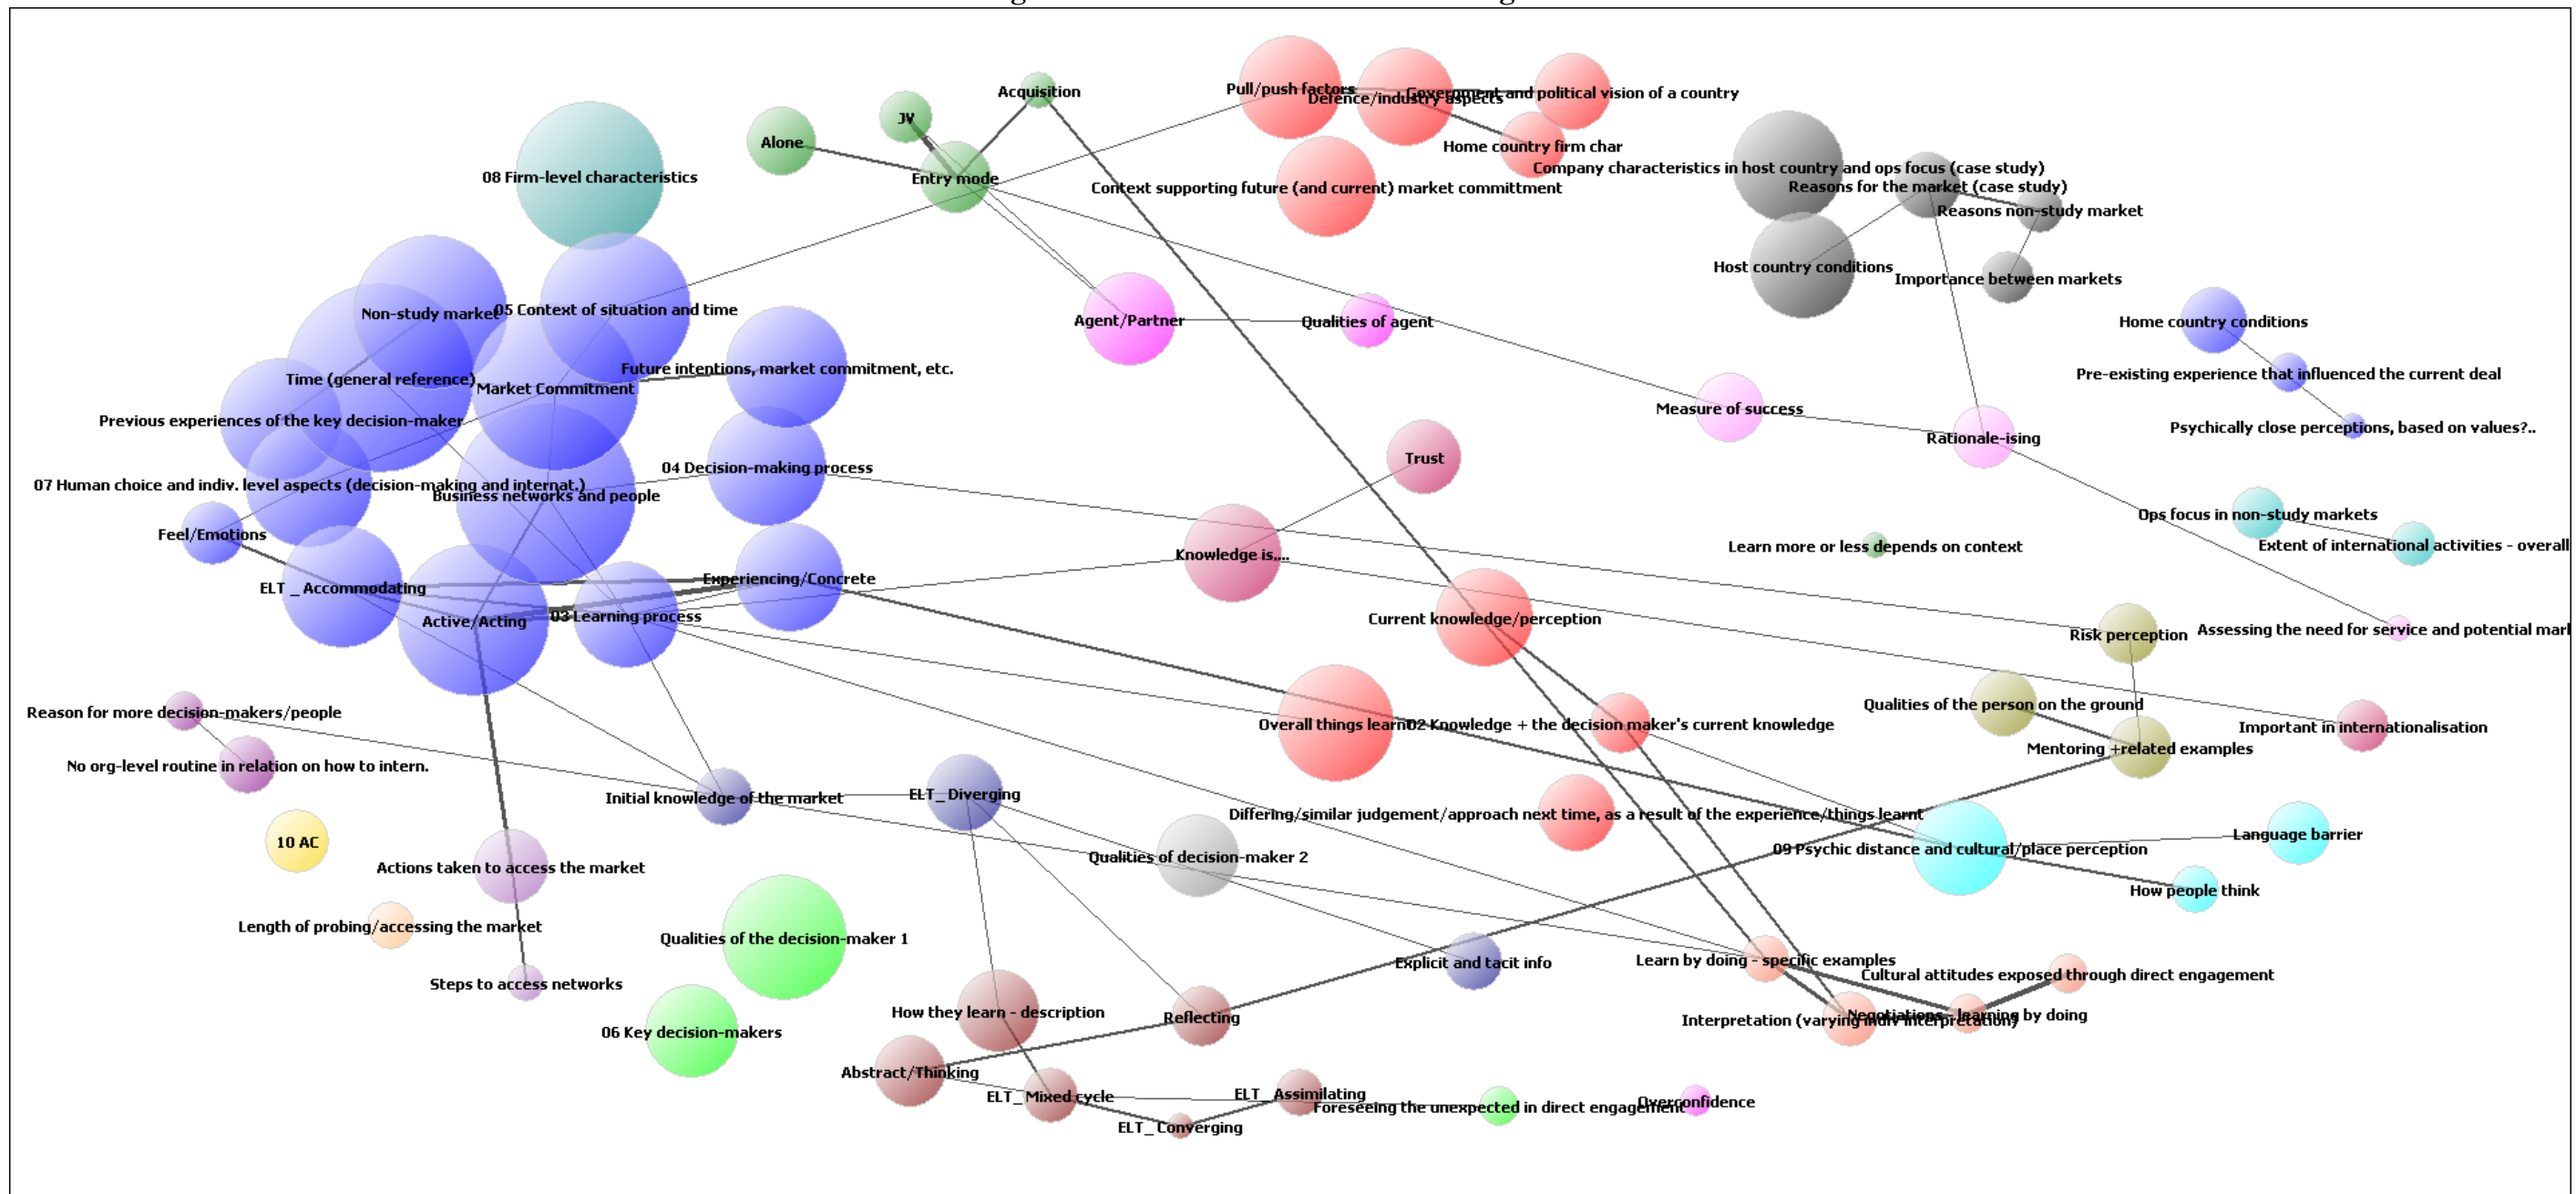 Acquisition
Pull/push factors
Defence/industry aspects
Government and political vision of a country
JV
Alone
Home country firm char
08 Firm-level characteristics
Entry mode
Context supporting future (and current) market committment
Company characteristics in host country and ops focus (case study)
Reasons for the market (case study)
Reasons non-study market
Host country conditions
Importance between markets
Non-study market
05 Context of situation and time
Agent/Partner
Qualities of agent
Home country conditions
Time (general reference)
Market Commitment
Future intentions, market commitment, etc.
Pre-existing experience that influenced the current deal
Previous experiences of the key decision-maker
Measure of success
Rationale-ising
Psychically close perceptions, based on values?..
04 Decision-making process
Trust
07 Human choice and indiv. level aspects (decision-making and internat.)
Business networks and people
Ops focus in non-study markets
Feel/Emotions
Knowledge is....
Learn more or less depends on context
Extent of international activities - overall
ELT _ Accommodating
Experiencing/Concrete
Active/Acting
03 Learning process
Current knowledge/perception
Risk perception
Assessing the need for service and potential marl
Reason for more decision-makers/people
Overall things learnt
02 Knowledge + the decision maker's current knowledge
Qualities of the person on the ground
Important in internationalisation
Mentoring +related examples
No org-level routine in relation on how to intern.
Initial knowledge of the market
ELT_ Diverging
Differing/similar judgement/approach next time, as a result of the experience/things learnt
10 AC
Qualities of decision-maker 2
09 Psychic distance and cultural/place perception
Language barrier
Actions taken to access the market
How people think
Length of probing/accessing the market
Qualities of the decision-maker 1
Explicit and tacit info
Learn by doing - specific examples
Cultural attitudes exposed through direct engagement
Steps to access networks
How they learn - description
Reflecting
Interpretation (varying indiv interpretation)
Negotiations - learning by doing
06 Key decision-makers
Abstract/Thinking
ELT_ Mixed cycle
ELT_ Assimilating
Foreseeing the unexpected in direct engagement
Overconfidence
ELT_ Converging